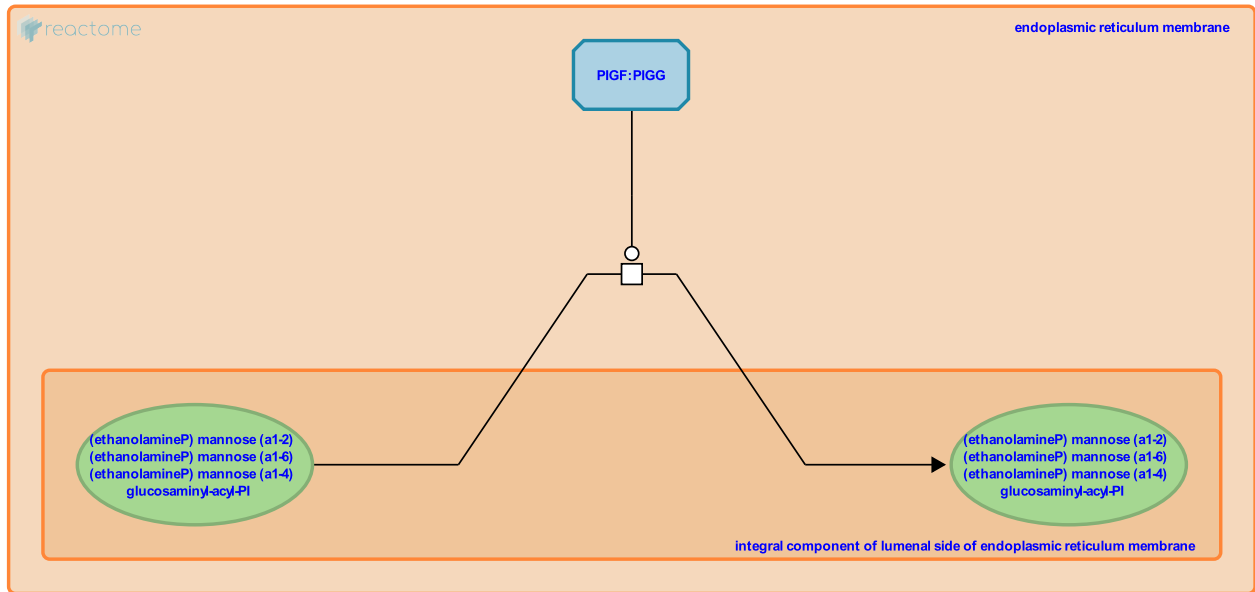 reactome
endoplasmic reticulum membrane
PIGF:PIGG
(ethanolamineP) mannose (a1-2)
(ethanolamineP) mannose (a1-6)
(ethanolamineP) mannose (a1-4)
glucosaminyl-acyl-PI
(ethanolamineP) mannose (a1-2)
(ethanolamineP) mannose (a1-6)
(ethanolamineP) mannose (a1-4)
glucosaminyl-acyl-PI
integral component of lumenal side of endoplasmic reticulum membrane